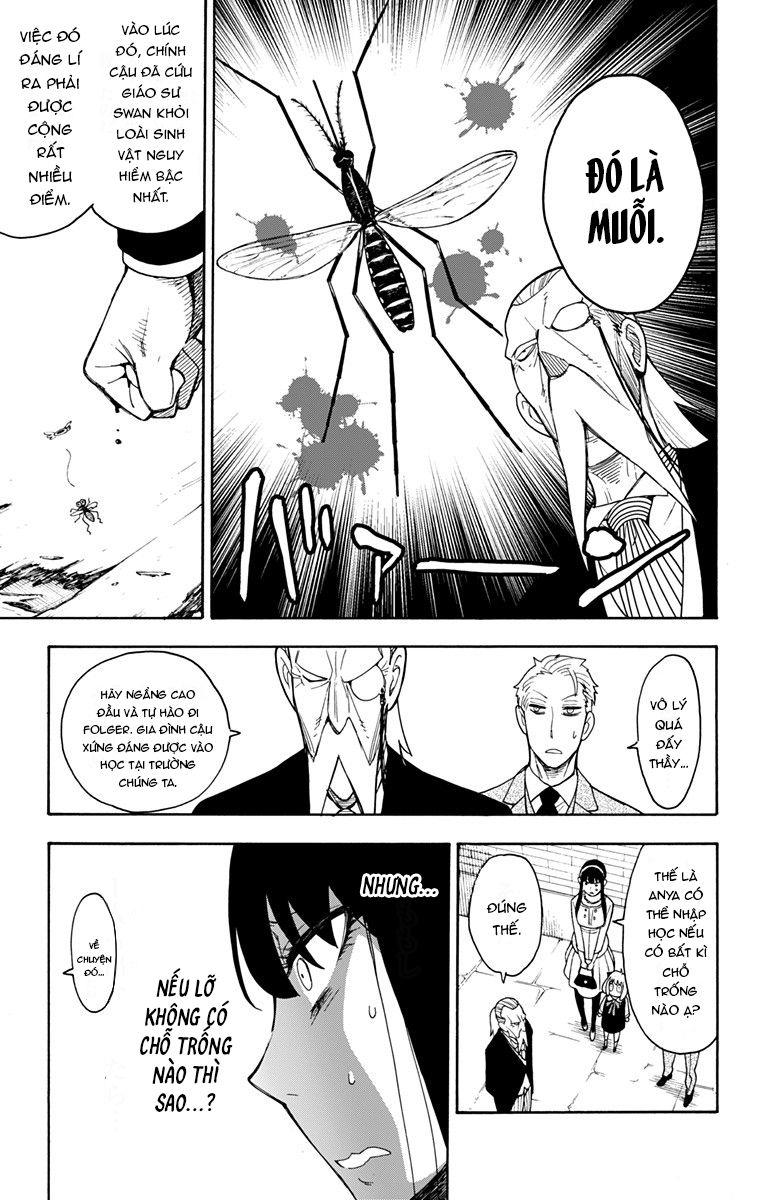 ĐÓ LÀ
MUỖI.
バァーン
VÀO LÚC
ĐÓ, CHÍNH
CẬU ĐÃ CỨU
GIÁO SƯ
SWAN KHỎI
LOÀI SINH
VẬT NGUY
HIỂM BẬC
NHẤT.
VIỆC ĐÓ
ĐÁNG LÍ
RA PHẢI
ĐƯỢC
CỘNG
RẤT
NHIỀU
ĐIỂM.
VÔ LÝ
QUÁ
ĐẤY
THẦY...
HÃY NGẨNG CAO
ĐẦU VÀ TỰ HÀO ĐI
FOLGER. GIA ĐÌNH CẬU
XỨNG ĐÁNG ĐƯỢC VÀO
HỌC TẠI TRƯỜNG
CHÚNG TA.
THẾ LÀ
ANYA CÓ
THỂ NHẬP
HỌC NẾU
CÓ BẤT KÌ
CHỖ
TRỐNG
NÀO Ạ?
ĐÚNG
THẾ.
NHƯNG...
NẾU LỠ
KHÔNG CÓ
CHỖ TRỐNG
NÀO THÌ
SAO...?
VỀ
CHUYỆN
ĐÓ...